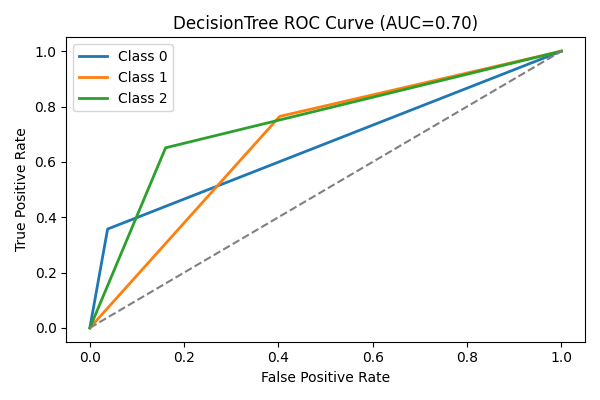 DecisionTree ROC Curve (AUC=0.70)
Class 0
Class 1
Class 2
True Positive Rate
1.0
0.8
0.6
0.4
0.2
0.0
0.0 0.2 0.4 0.6 0.8 1.0
False Positive Rate